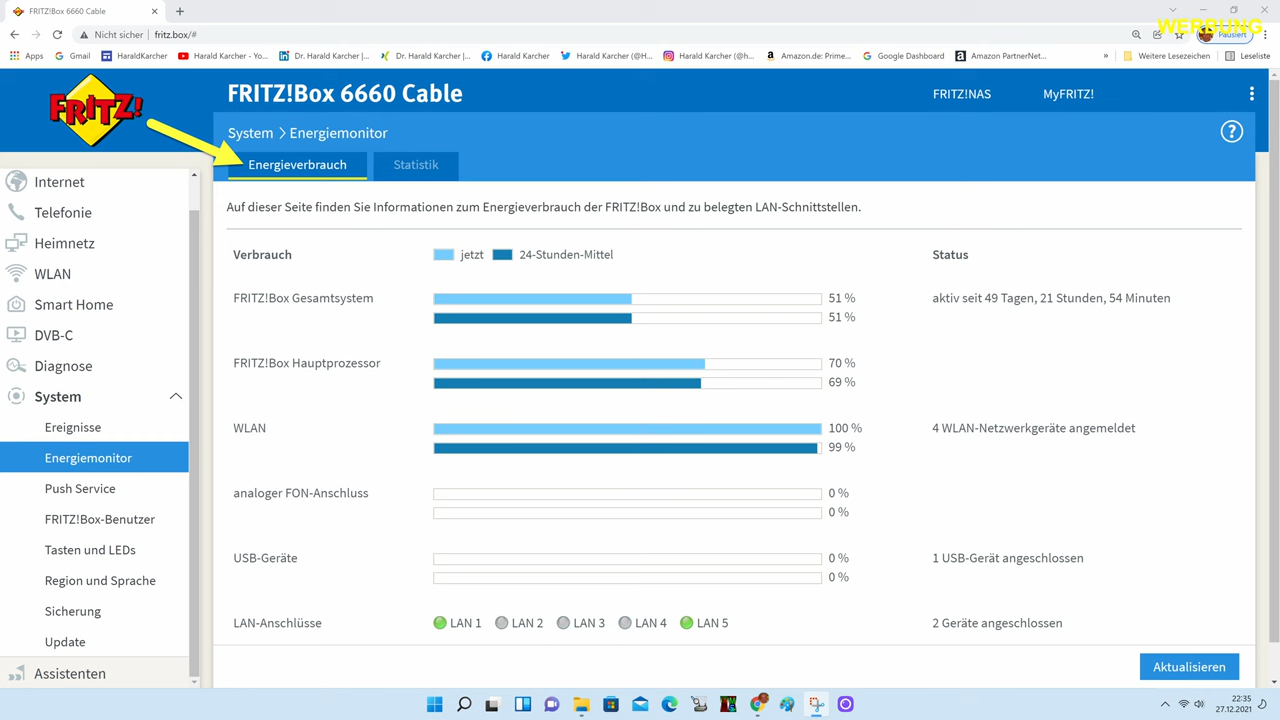 FRITZ!Box 6660 Cable
WERBUNG
Nicht sicher fritz.box/#
Pausiert
Apps Gmail HaraldKarcher Harald Karcher - Yo... Dr. Harald Karcher |... Dr. Harald Karcher |... Harald Karcher Harald Karcher (@H... Harald Karcher (@h... Amazon.de: Prime... Google Dashboard Amazon PartnerNet... » Weitere Lesezeichen Leseliste
FRITZ!
FRITZ!Box 6660 Cable
FRITZ!NAS MyFRITZ!
System > Energiemonitor
?
Energieverbrauch Statistik
Internet
Telefonie
Heimnetz
WLAN
Smart Home
DVB-C
Diagnose
System
Ereignisse
Energiemonitor
Push Service
FRITZ!Box-Benutzer
Tasten und LEDs
Region und Sprache
Sicherung
Update
Assistenten
Auf dieser Seite finden Sie Informationen zum Energieverbrauch der FRITZ!Box und zu belegten LAN-Schnittstellen.
Verbrauch jetzt 24-Stunden-Mittel Status
FRITZ!Box Gesamtsystem 51 % aktiv seit 49 Tagen, 21 Stunden, 54 Minuten
51 %
FRITZ!Box Hauptprozessor 70 %
69 %
WLAN 100 % 4 WLAN-Netzwerkgeräte angemeldet
99 %
analoger FON-Anschluss 0 %
0 %
USB-Geräte 0 % 1 USB-Gerät angeschlossen
0 %
LAN-Anschlüsse LAN 1 LAN 2 LAN 3 LAN 4 LAN 5 2 Geräte angeschlossen
Aktualisieren
22:35
27.12.2021